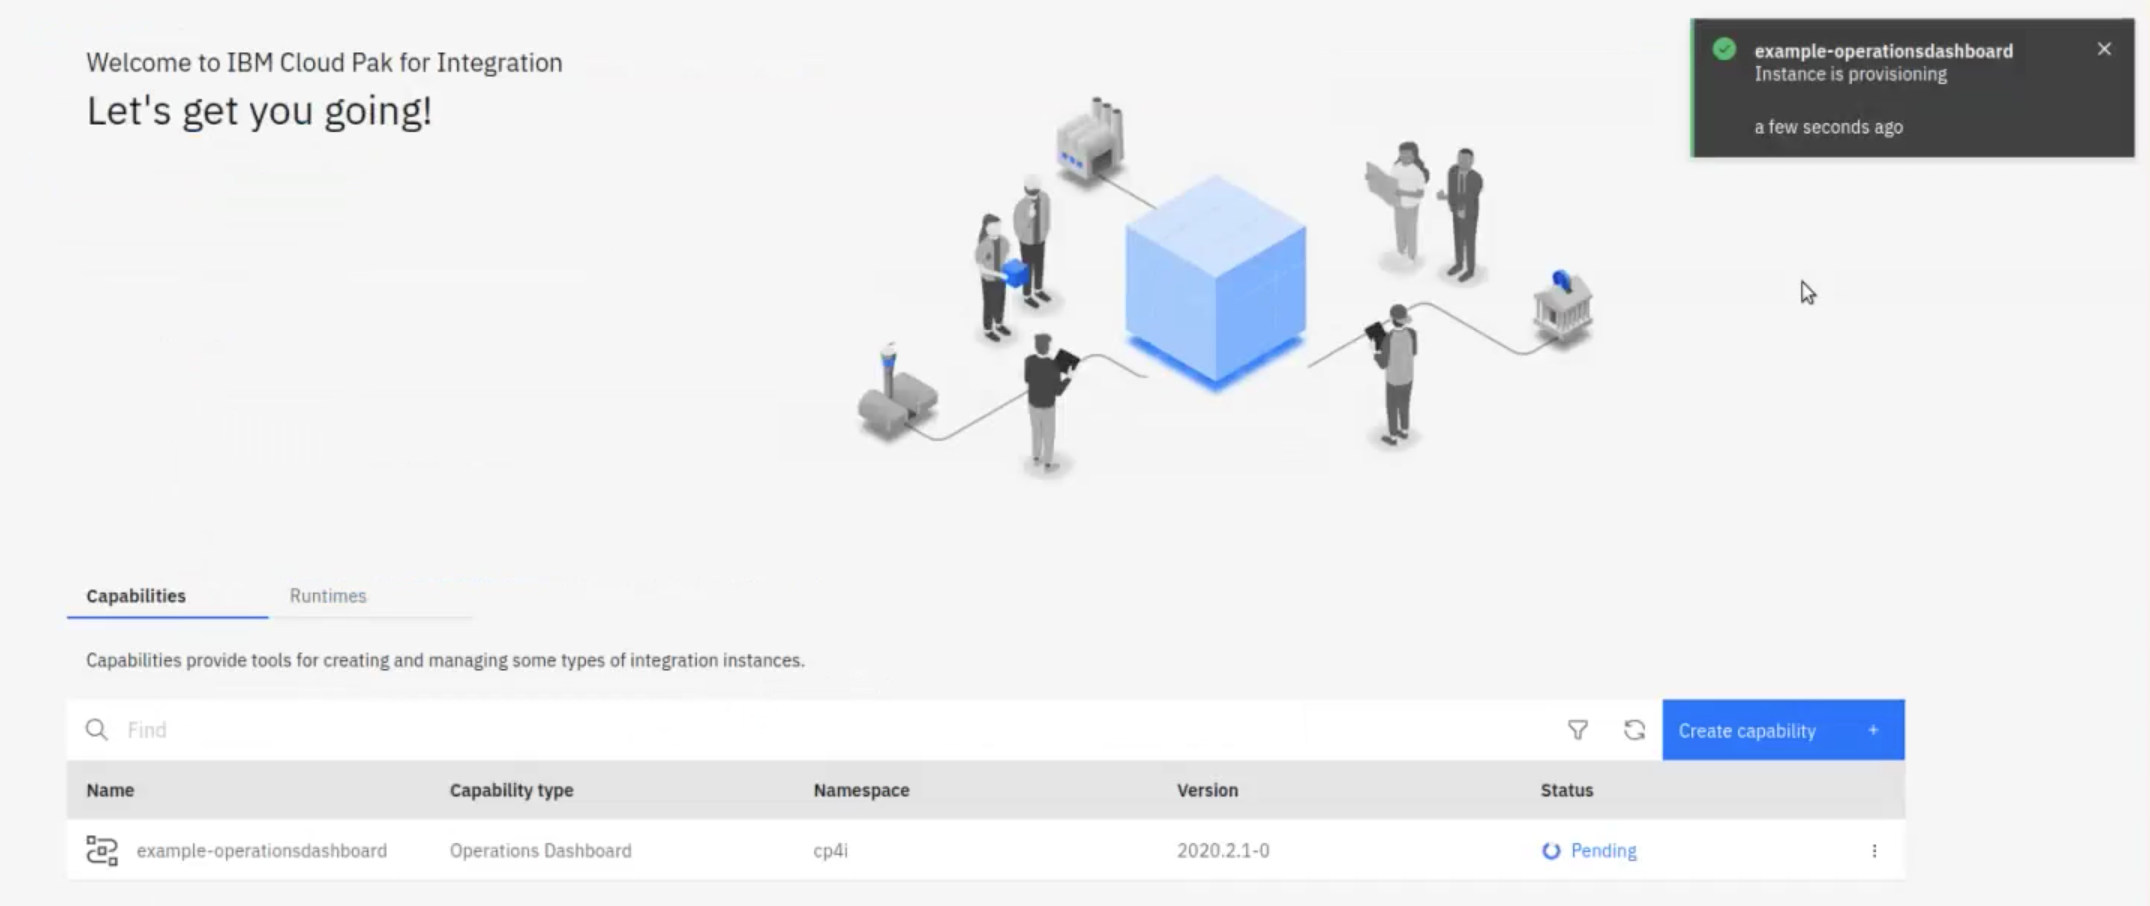 Welcome to IBM Cloud Pak for Integration
Let's get you going!
example-operationsdashboard
Instance is provisioning
a few seconds ago
Capabilities
Runtimes
Capabilities provide tools for creating and managing some types of integration instances.
Find
Create capability +
Name Capability type Namespace Version Status
example-operationsdashboard Operations Dashboard cp4i 2020.2.1-0 Pending